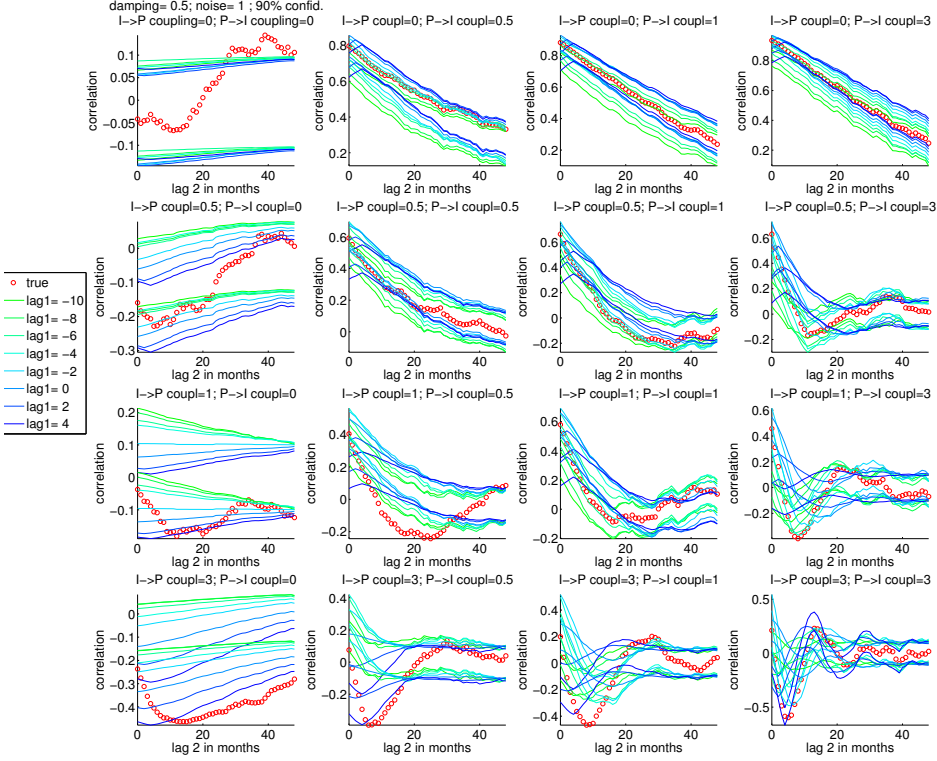 damping= 0.5; noise= 1 ; 90% confid.
I->P coupling=0; P->I coupling=0
I->P coupl=0; P->I coupl=0.5
I->P coupl=0; P->I coupl=1
I->P coupl=0; P->I coupl=3
0.1
0.05
0
−0.05
−0.1
correlation
0 20 40
lag 2 in months
0.8
0.6
0.4
0.2
correlation
0 20 40
lag 2 in months
0.8
0.6
0.4
0.2
correlation
0 20 40
lag 2 in months
0.8
0.6
0.4
0.2
correlation
0 20 40
lag 2 in months
I->P coupl=0.5; P->I coupl=0
I->P coupl=0.5; P->I coupl=0.5
I->P coupl=0.5; P->I coupl=1
I->P coupl=0.5; P->I coupl=3
0
−0.1
−0.2
−0.3
correlation
0 20 40
lag 2 in months
0.6
0.4
0.2
0
correlation
0 20 40
lag 2 in months
0.6
0.4
0.2
0
−0.2
correlation
0 20 40
lag 2 in months
0.6
0.4
0.2
0
−0.2
correlation
0 20 40
lag 2 in months
true
lag1= −10
lag1= −8
lag1= −6
lag1= −4
lag1= −2
lag1= 0
lag1= 2
lag1= 4
I->P coupl=1; P->I coupl=0
I->P coupl=1; P->I coupl=0.5
I->P coupl=1; P->I coupl=1
I->P coupl=1; P->I coupl=3
0.2
0.1
0
−0.1
correlation
0 20 40
lag 2 in months
0.4
0.2
0
−0.2
correlation
0 20 40
lag 2 in months
0.6
0.4
0.2
0
−0.2
correlation
0 20 40
lag 2 in months
0.6
0.4
0.2
0
−0.2
−0.4
correlation
0 20 40
lag 2 in months
I->P coupl=3; P->I coupl=0
I->P coupl=3; P->I coupl=0.5
I->P coupl=3; P->I coupl=1
I->P coupl=3; P->I coupl=3
0
−0.1
−0.2
−0.3
−0.4
correlation
0 20 40
lag 2 in months
0.4
0.2
0
−0.2
correlation
0 20 40
lag 2 in months
0.4
0.2
0
−0.2
−0.4
correlation
0 20 40
lag 2 in months
0.5
0
−0.5
correlation
0 20 40
lag 2 in months